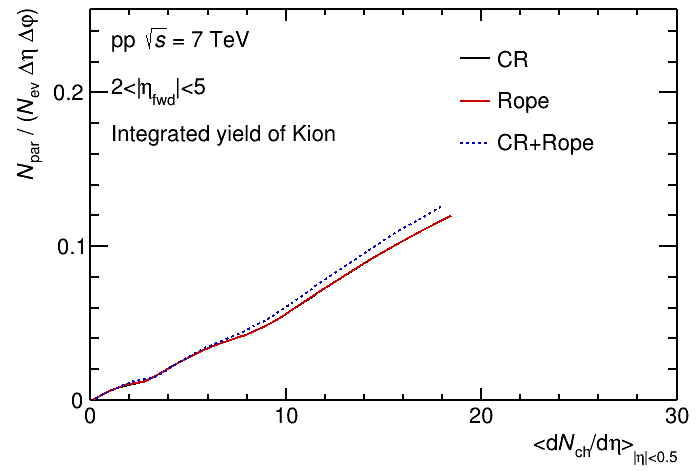 pp √s = 7 TeV
2<|η_fwd|<5
Integrated yield of Kion
CR
Rope
CR+Rope
N_par / (N_ev Δη Δφ)
0.2
0.1
0
0 10 20 30
<dN_ch/dη>_|η|<0.5